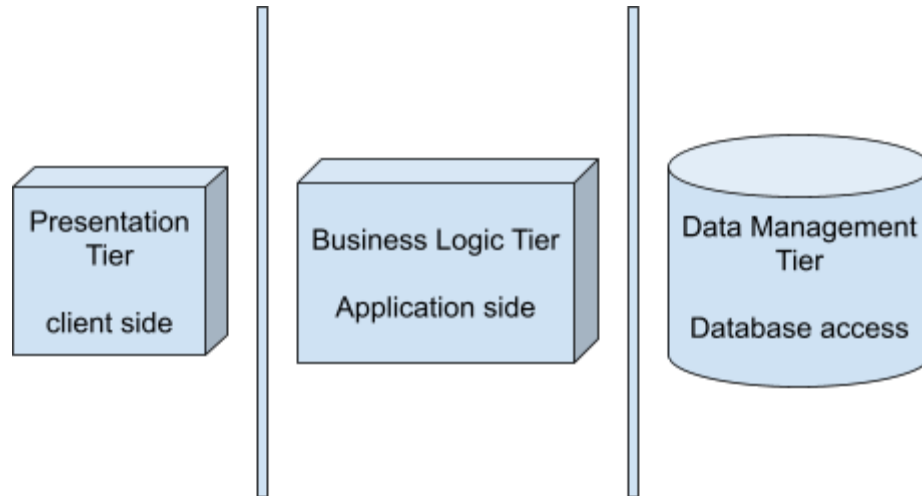 Presentation
Tier
client side
Business Logic Tier
Application side
Data Management
Tier
Database access